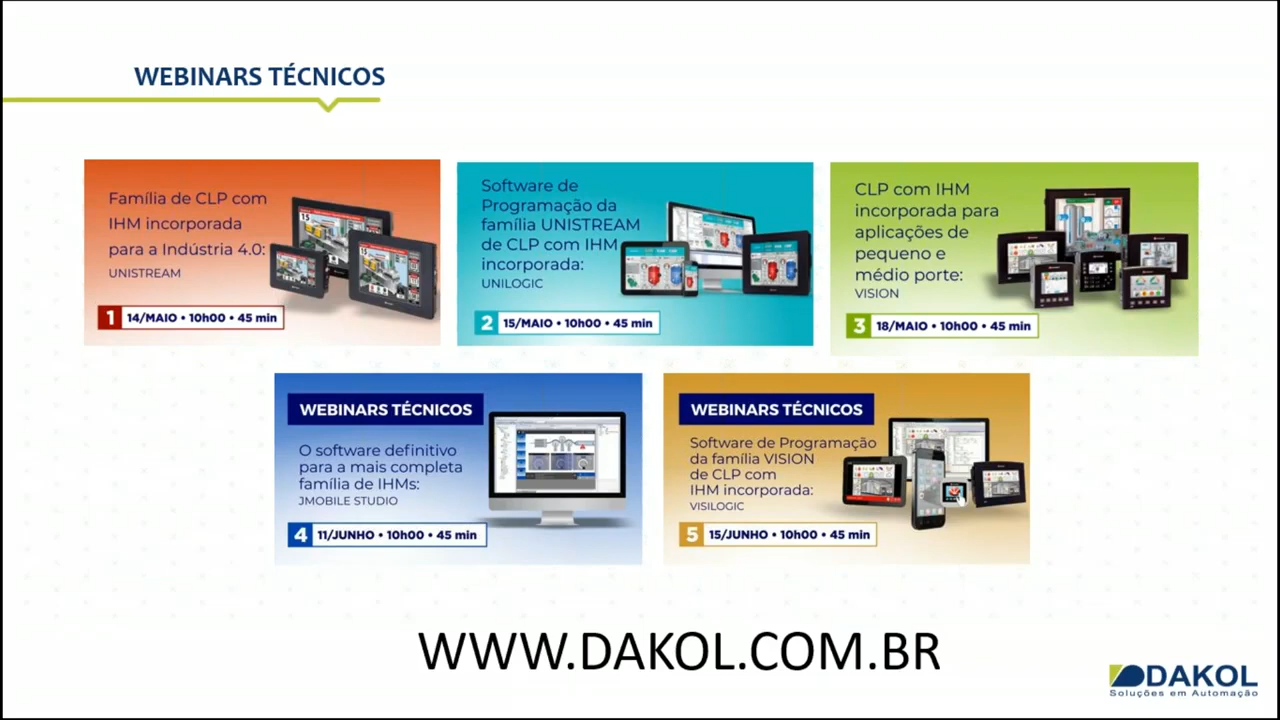 WEBINARS TÉCNICOS
Família de CLP com
IHM incorporada
para a Indústria 4.0:
UNISTREAM
1 14/MAIO • 10h00 • 45 min
Software de
Programação da
família UNISTREAM
de CLP com IHM
incorporada:
UNILOGIC
2 15/MAIO • 10h00 • 45 min
CLP com IHM
incorporada para
aplicações de
pequeno e
médio porte:
VISION
3 18/MAIO • 10h00 • 45 min
WEBINARS TÉCNICOS
O software definitivo
para a mais completa
família de IHMs:
JMOBILE STUDIO
4 11/JUNHO • 10h00 • 45 min
WEBINARS TÉCNICOS
Software de Programação
da família VISION
de CLP com
IHM incorporada:
VISILOGIC
5 15/JUNHO • 10h00 • 45 min
WWW.DAKOL.COM.BR
DAKOL
Soluções em Automação